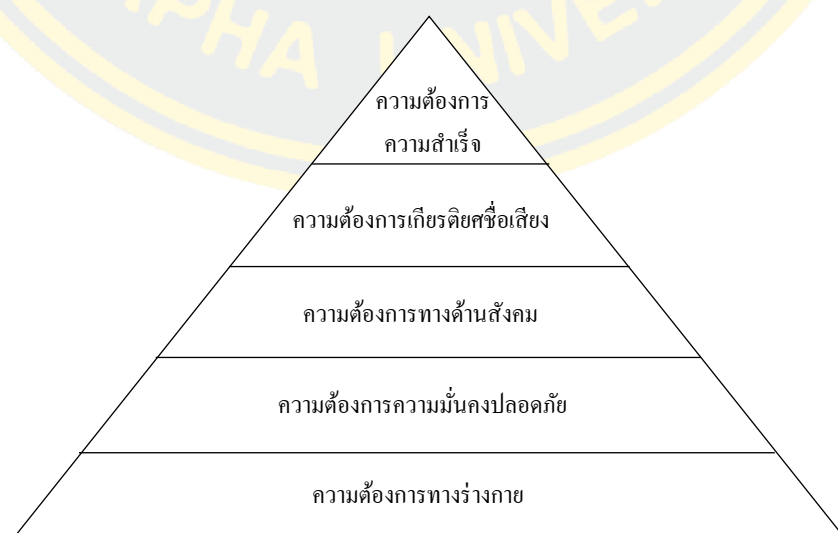 APHA UNIVE
ความต้องการ
ความสำเร็จ
ความต้องการเกียรติยศชื่อเสียง
ความต้องการทางด้านสังคม
ความต้องการความมั่นคงปลอดภัย
ความต้องการทางร่างกาย